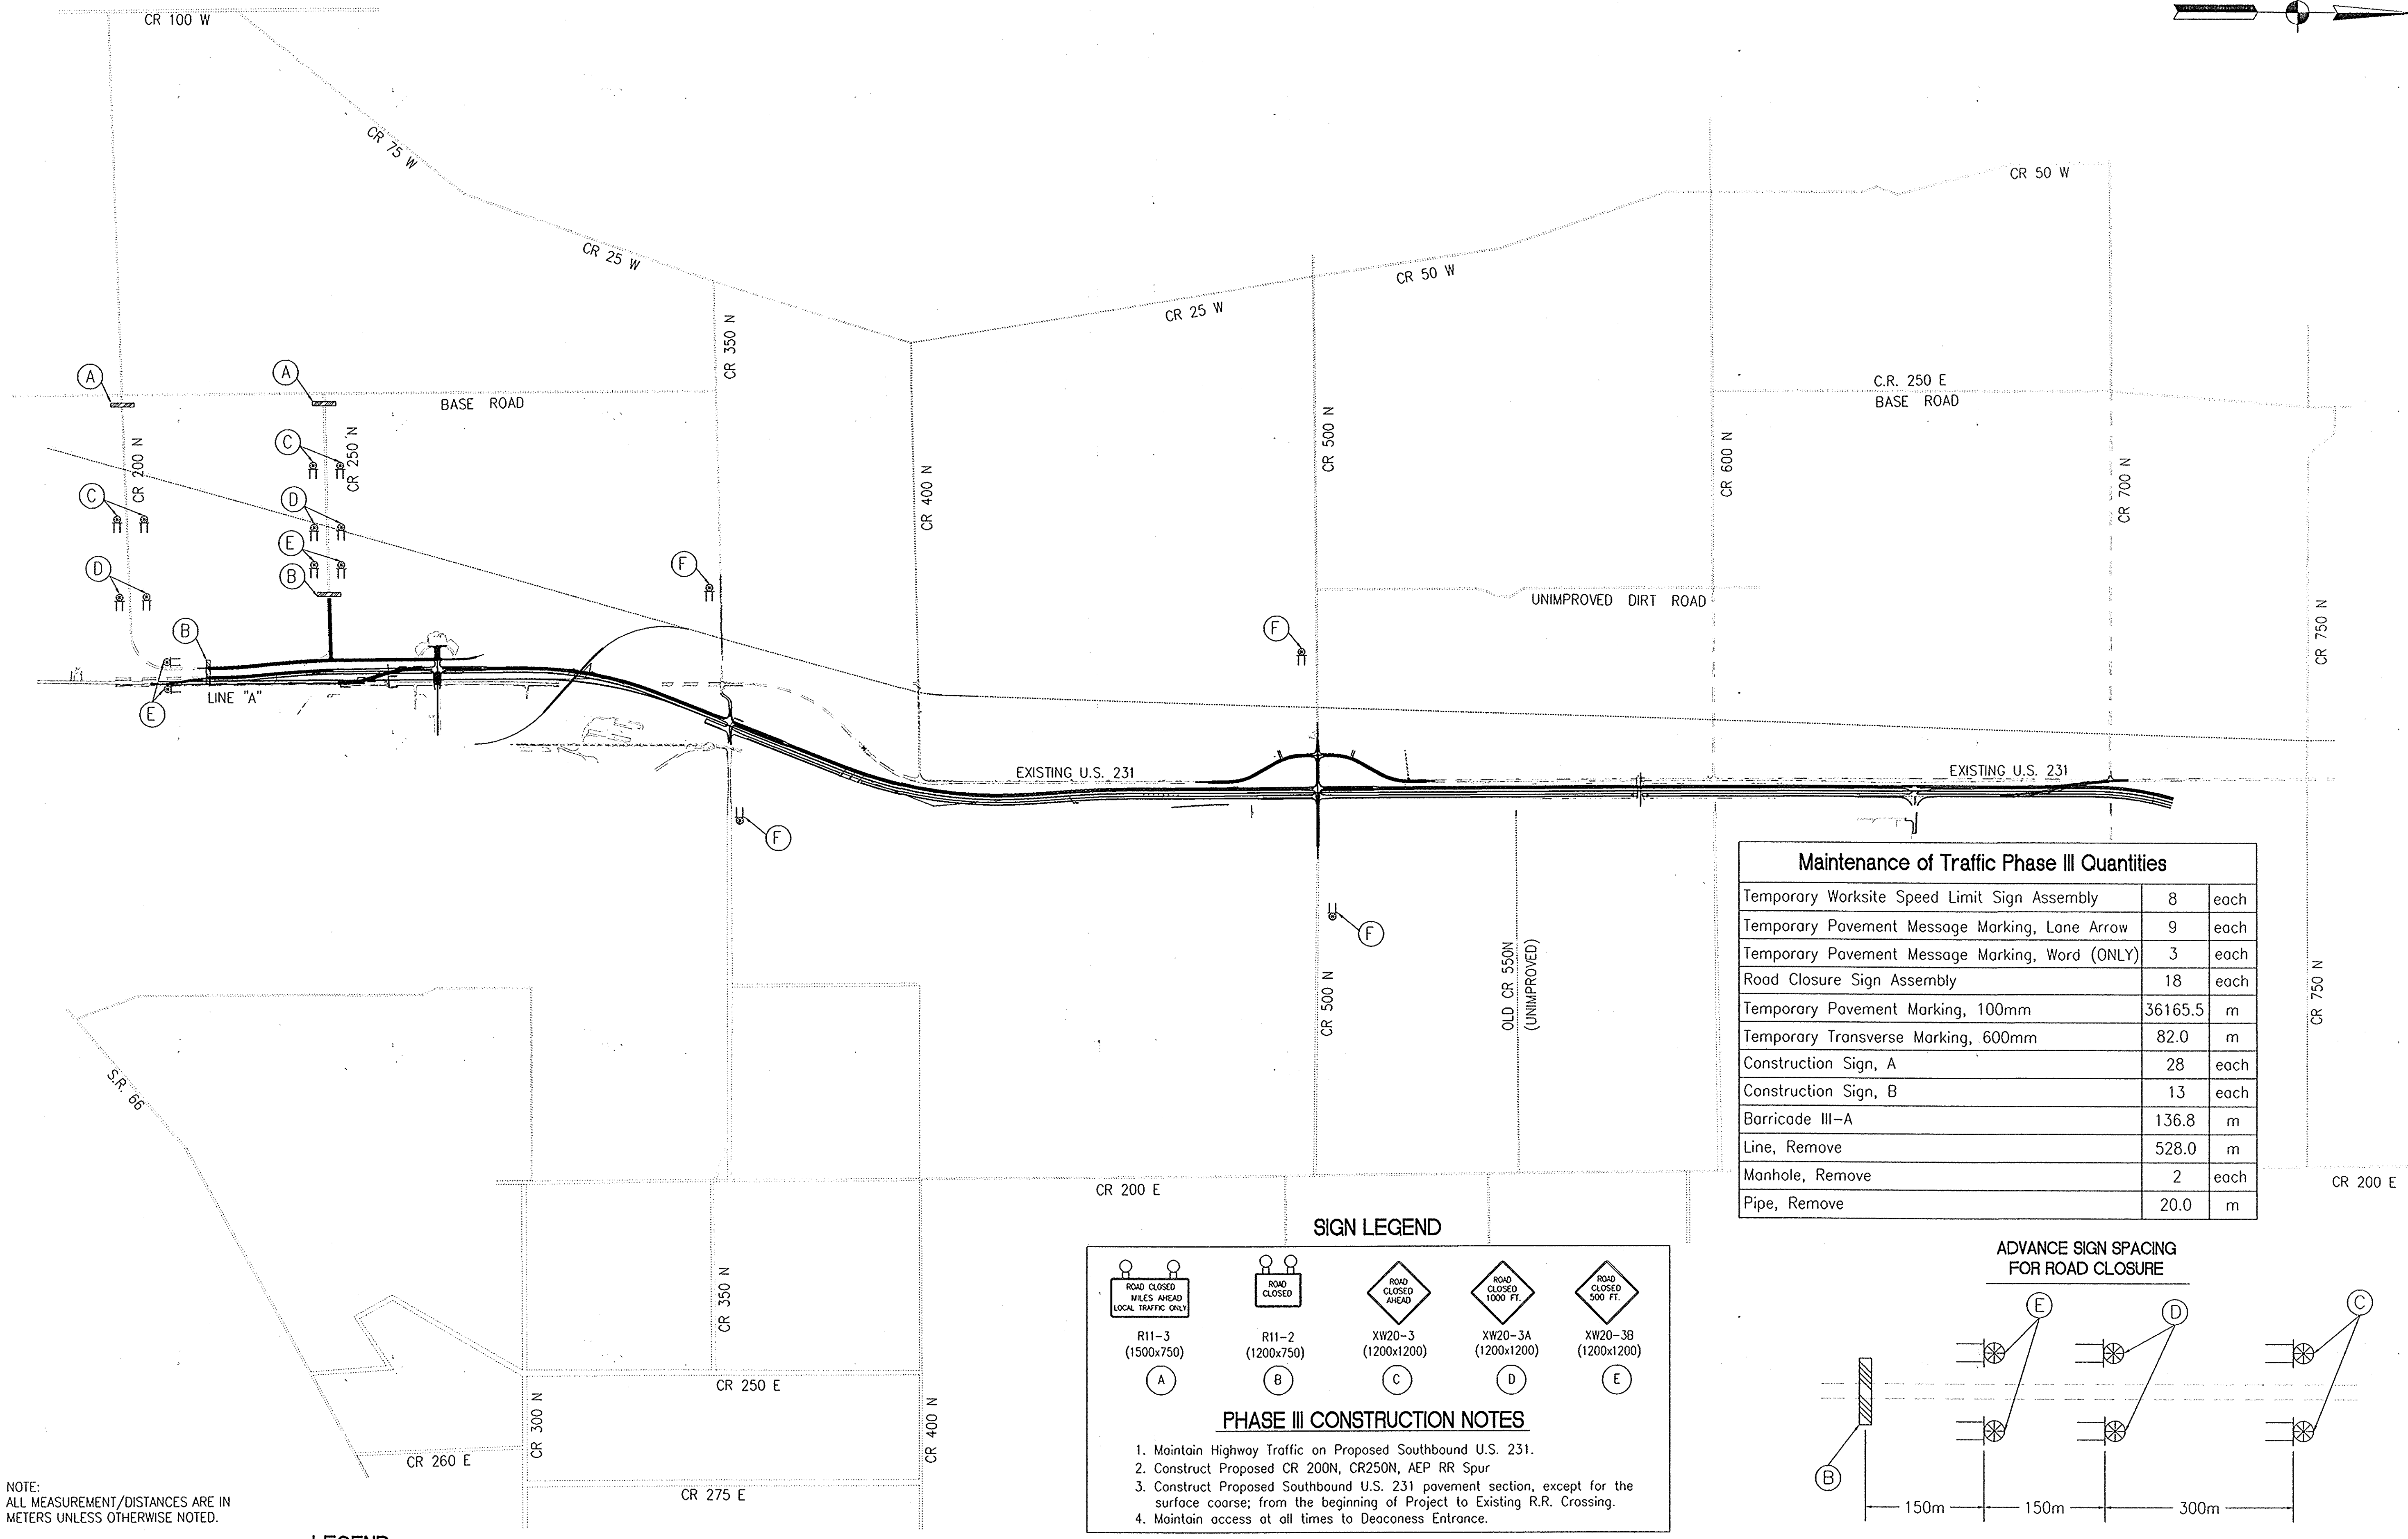 CR 100 W
CR 75 W
CR 25 W
CR 25 W
CR 50 W
CR 50 W
CR 350 N
CR 400 N
CR 500 N
CR 600 N
CR 700 N
CR 750 N
C.R. 250 E
BASE ROAD
A
A
BASE ROAD
CR 200 N
CR 250 N
C
C
D
D
E
B
B
E
LINE "A"
F
F
F
F
UNIMPROVED DIRT ROAD
EXISTING U.S. 231
EXISTING U.S. 231
CR 500 N
OLD CR 550N
(UNIMPROVED)
CR 750 N
Maintenance of Traffic Phase III Quantities
Temporary Worksite Speed Limit Sign Assembly 8 each
Temporary Pavement Message Marking, Lane Arrow 9 each
Temporary Pavement Message Marking, Word (ONLY) 3 each
Road Closure Sign Assembly 18 each
Temporary Pavement Marking, 100mm 36165.5 m
Temporary Transverse Marking, 600mm 82.0 m
Construction Sign, A 28 each
Construction Sign, B 13 each
Barricade III-A 136.8 m
Line, Remove 528.0 m
Manhole, Remove 2 each
Pipe, Remove 20.0 m
S.R. 66
CR 200 E
CR 200 E
CR 350 N
CR 250 E
CR 300 N
CR 400 N
CR 260 E
CR 275 E
SIGN LEGEND
ROAD CLOSED
MILES AHEAD
LOCAL TRAFFIC ONLY
R11-3
(1500x750)
A
ROAD
CLOSED
R11-2
(1200x750)
B
ROAD
CLOSED
AHEAD
XW20-3
(1200x1200)
C
ROAD
CLOSED
1000 FT.
XW20-3A
(1200x1200)
D
ROAD
CLOSED
500 FT.
XW20-3B
(1200x1200)
E
PHASE III CONSTRUCTION NOTES
1. Maintain Highway Traffic on Proposed Southbound U.S. 231.
2. Construct Proposed CR 200N, CR250N, AEP RR Spur
3. Construct Proposed Southbound U.S. 231 pavement section, except for the
surface coarse; from the beginning of Project to Existing R.R. Crossing.
4. Maintain access at all times to Deaconess Entrance.
ADVANCE SIGN SPACING
FOR ROAD CLOSURE
E
D
C
B
150m
150m
300m
NOTE:
ALL MEASUREMENT/DISTANCES ARE IN
METERS UNLESS OTHERWISE NOTED.
LEGEND